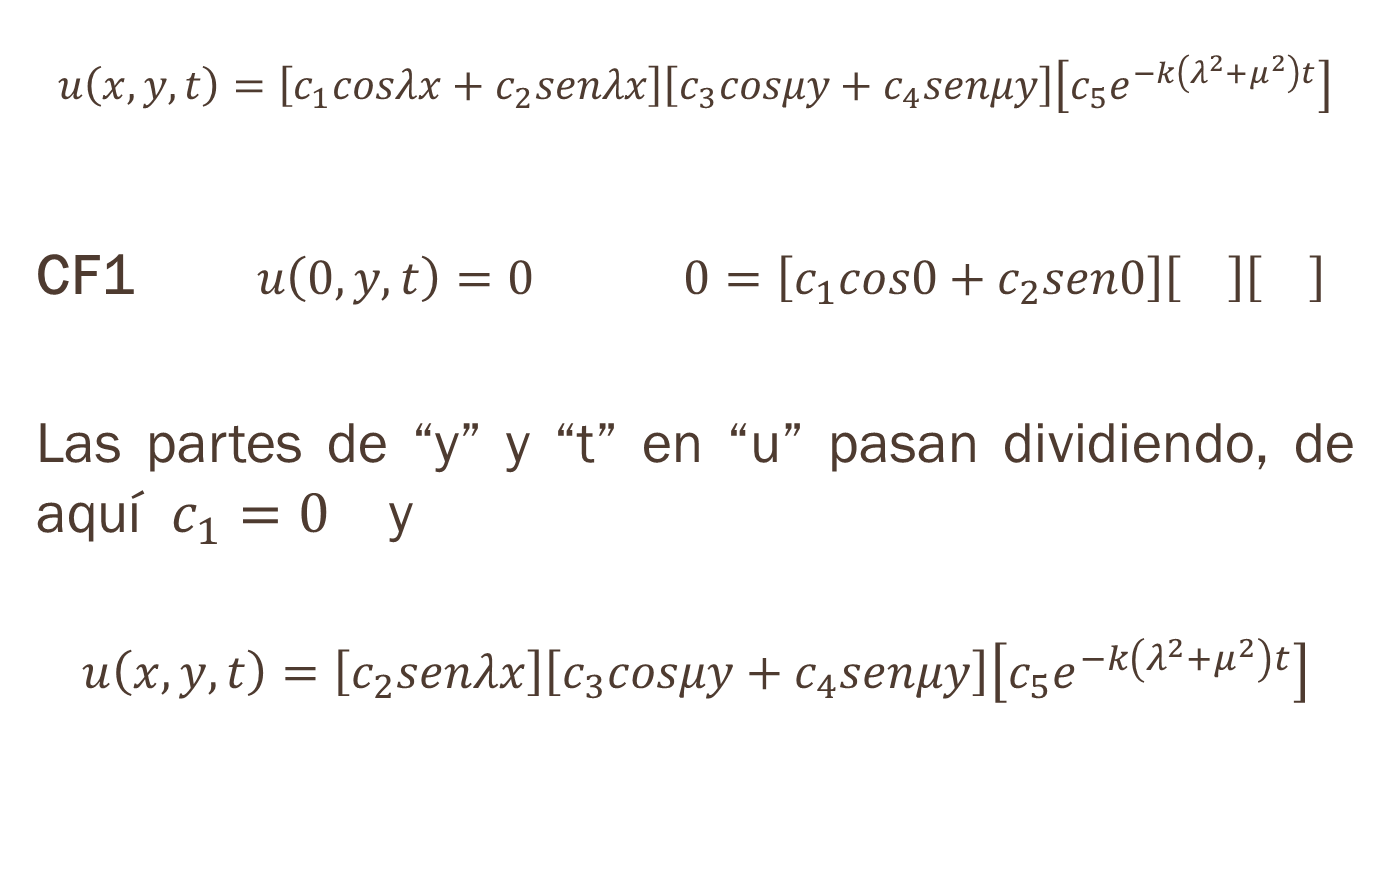 u(x, y, t) = [c₁cosλx + c₂senλx][c₃cosμy + c₄senμy][c₅e^{−k(λ²+μ²)t}]
CF1 u(0, y, t) = 0 0 = [c₁cos0 + c₂sen0][ ][ ]
Las partes de “y” y “t” en “u” pasan dividiendo, de
aquí c₁ = 0 y
u(x, y, t) = [c₂senλx][c₃cosμy + c₄senμy][c₅e^{−k(λ²+μ²)t}]